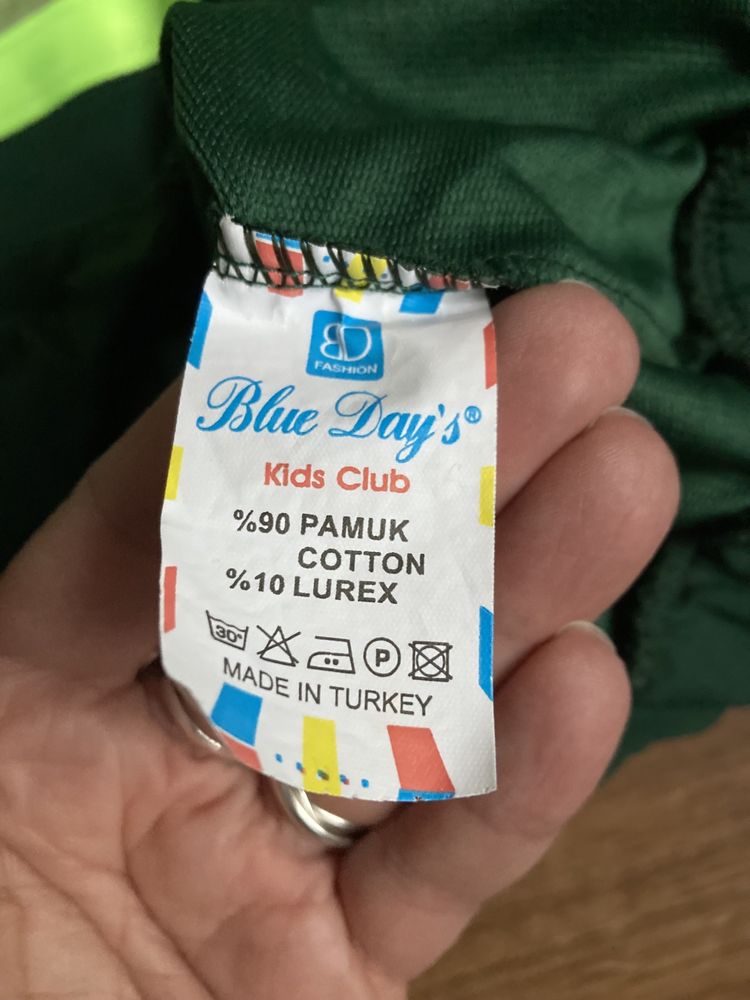 BD
FASHION
Blue Day's®
Kids Club
%90 PAMUK
COTTON
%10 LUREX
30°
P
MADE IN TURKEY